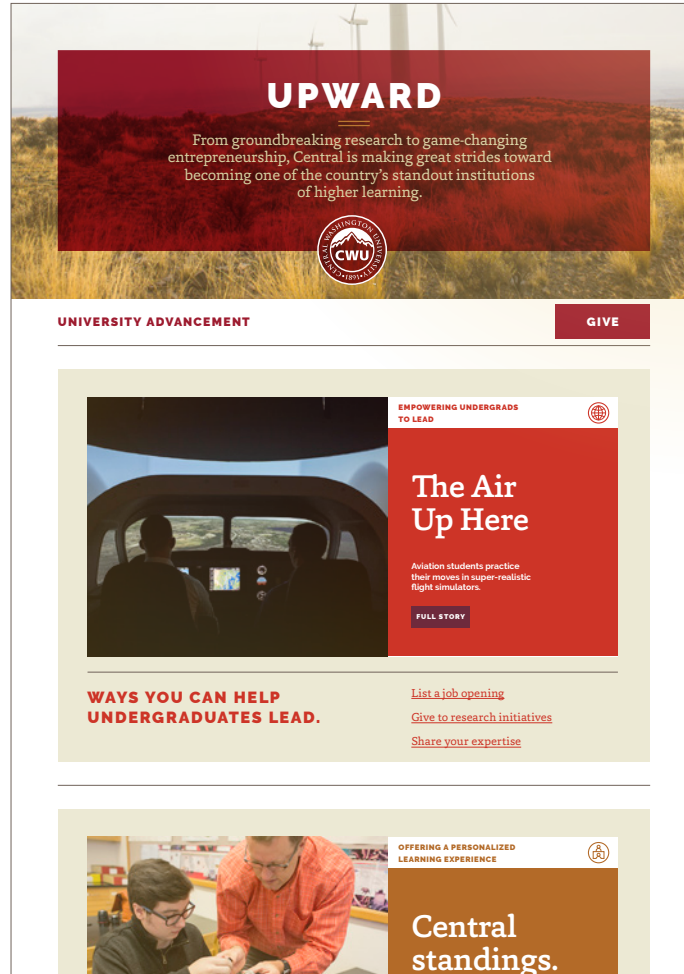 UPWARD
From groundbreaking research to game-changing
entrepreneurship, Central is making great strides toward
becoming one of the country's standout institutions
of higher learning.
CENTRAL WASHINGTON UNIVERSITY
CWU
•1891•
UNIVERSITY ADVANCEMENT
GIVE
EMPOWERING UNDERGRADS
TO LEAD
The Air
Up Here
Aviation students practice
their moves in super-realistic
flight simulators.
FULL STORY
WAYS YOU CAN HELP
UNDERGRADUATES LEAD.
List a job opening
Give to research initiatives
Share your expertise
OFFERING A PERSONALIZED
LEARNING EXPERIENCE
Central
standings.